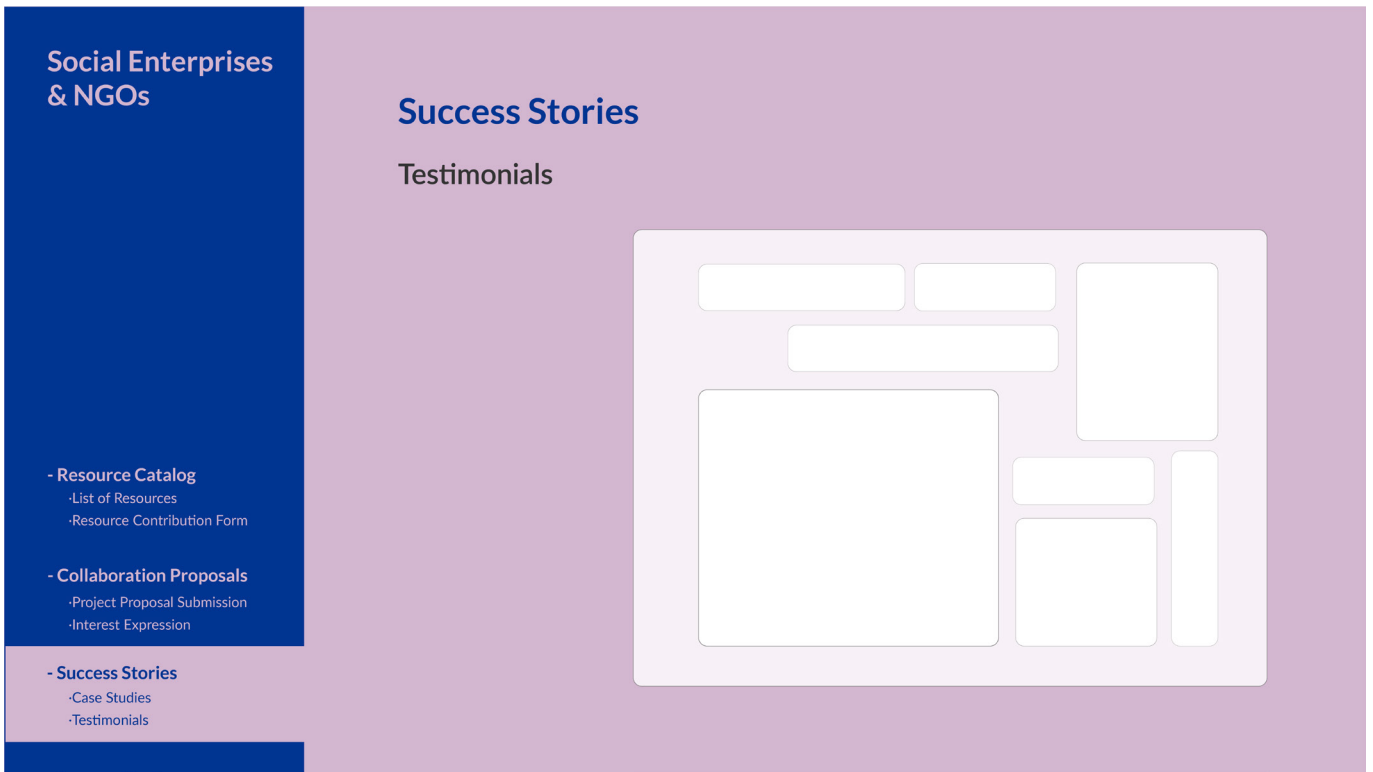 Social Enterprises
& NGOs
Success Stories
Testimonials
- Resource Catalog
·List of Resources
·Resource Contribution Form
- Collaboration Proposals
·Project Proposal Submission
·Interest Expression
- Success Stories
·Case Studies
·Testimonials